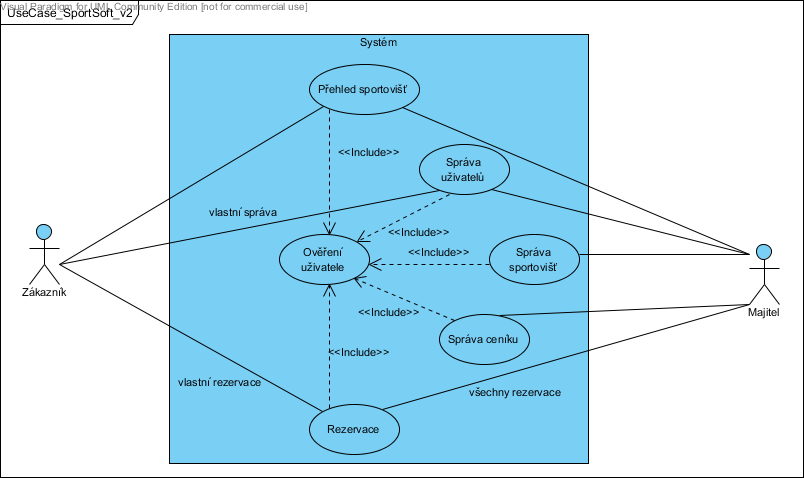 Visual Paradigm for UML Community Edition [not for commercial use]
UseCase_SportSoft_v2
Systém
Přehled sportovišť
<<Include>>
Správa
uživatelů
vlastní správa
<<Include>>
Ověření
uživatele
<<Include>>
Správa
sportovišť
Zákazník
Majitel
<<Include>>
Správa ceníku
<<Include>>
vlastní rezervace
všechny rezervace
Rezervace